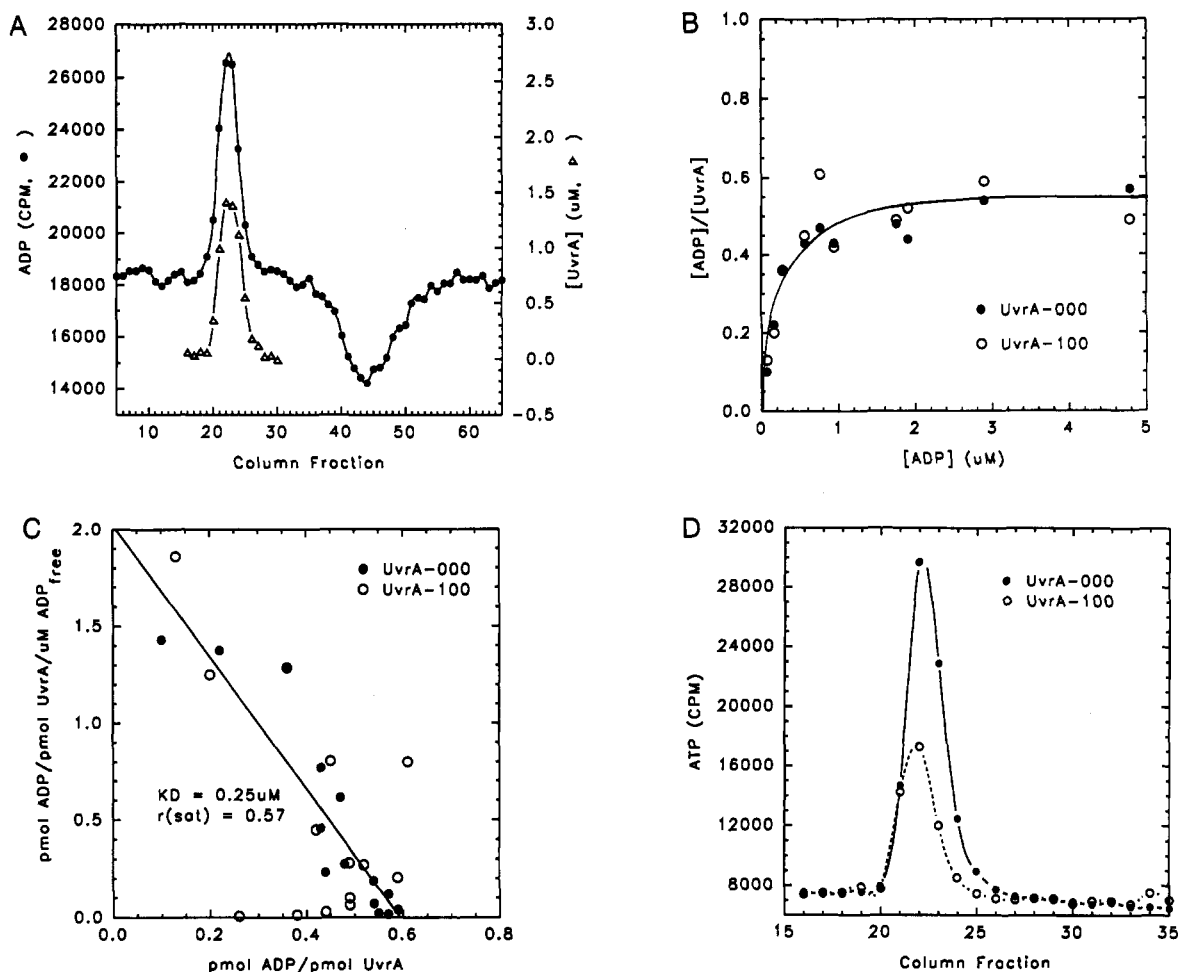 A
28000
26000
24000
22000
20000
18000
16000
14000
ADP (CPM, ● )
3.0
2.5
2.0
1.5
1.0
0.5
0.0
-0.5
[UvrA] (uM, △ )
10 20 30 40 50 60
Column Fraction
B
1.0
0.8
0.6
0.4
0.2
0.0
[ADP]/[UvrA]
● UvrA-000
○ UvrA-100
0 1 2 3 4 5
[ADP] (uM)
C
2.0
1.5
1.0
0.5
0.0
pmol ADP/pmol UvrA/uM ADP free
● UvrA-000
○ UvrA-100
KD = 0.25uM
r(sat) = 0.57
0.0 0.2 0.4 0.6 0.8
pmol ADP/pmol UvrA
D
32000
28000
24000
20000
16000
12000
8000
ATP (CPM)
● UvrA-000
○ UvrA-100
15 20 25 30 35
Column Fraction